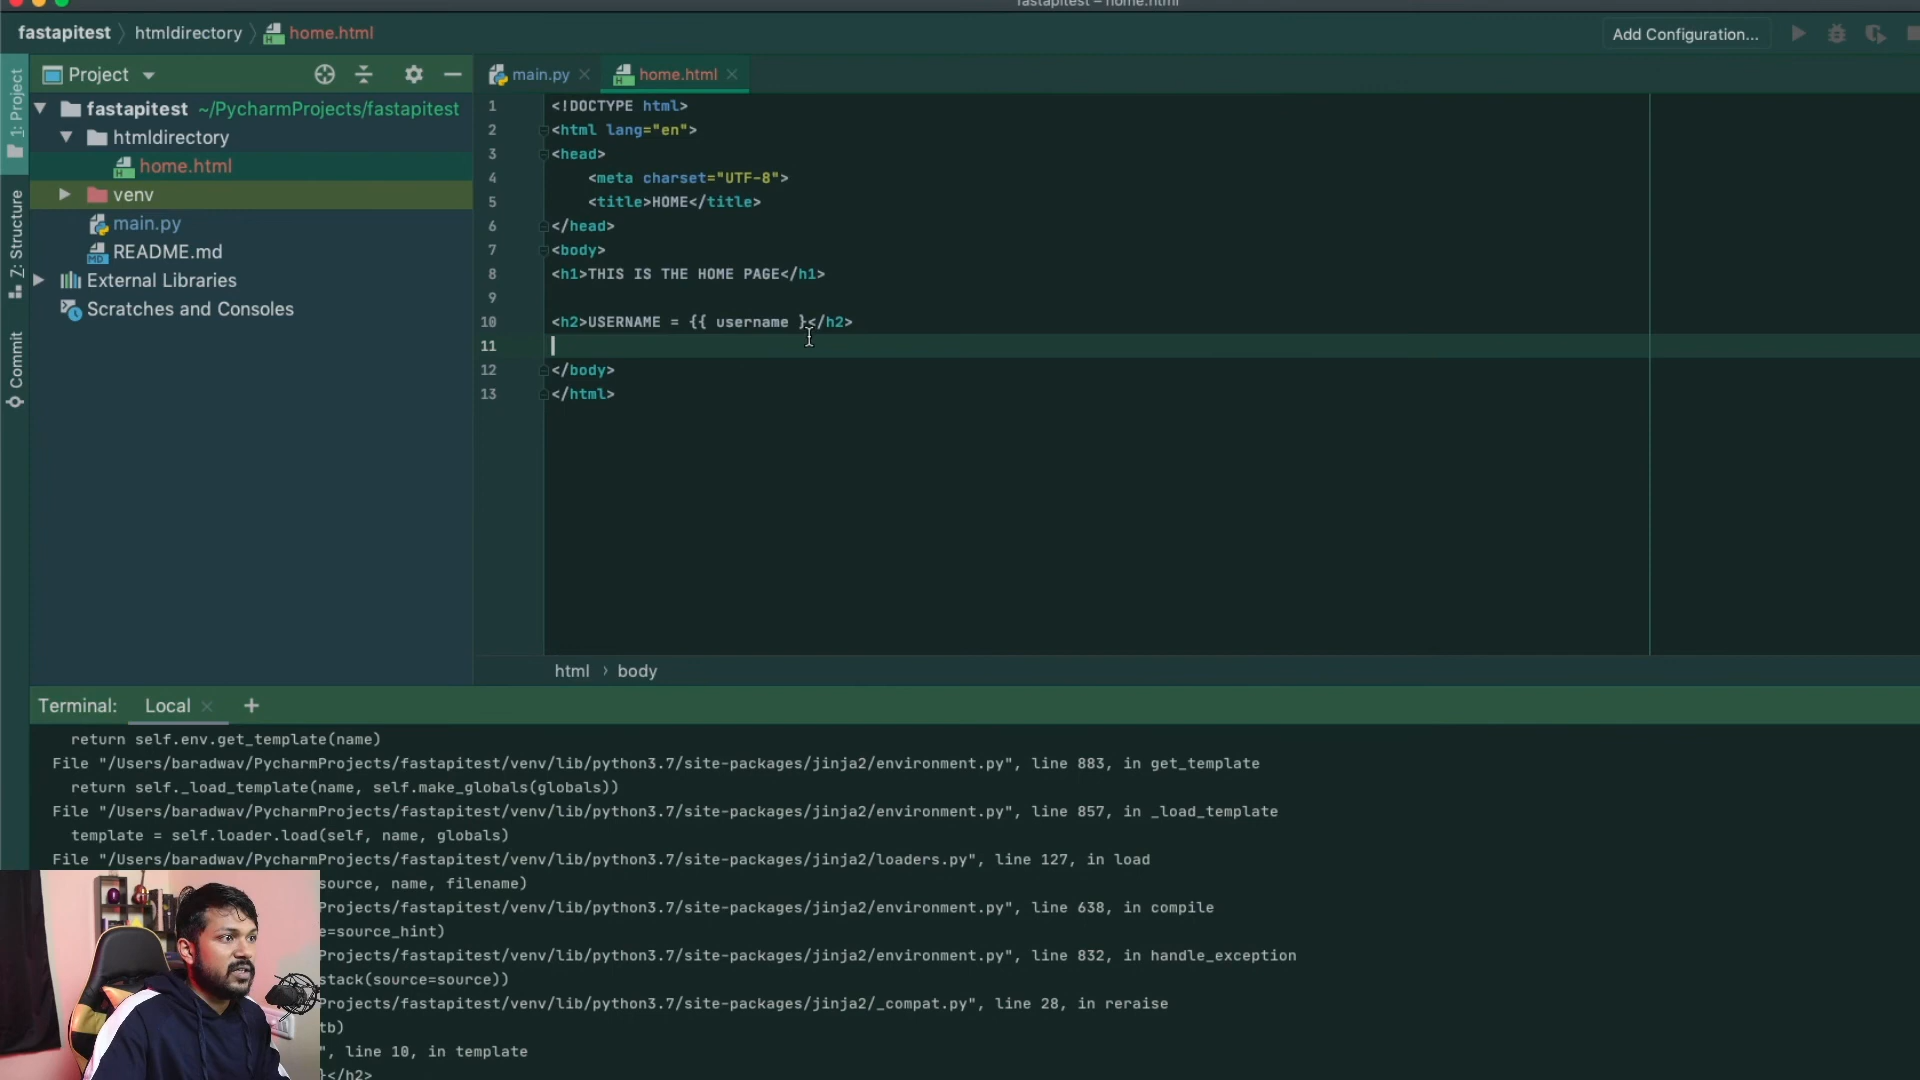 fastapitest – home.html
fastapitest htmldirectory home.html
Add Configuration...
Project
main.py
home.html
1: Project
7: Structure
Commit
fastapitest ~/PycharmProjects/fastapitest
htmldirectory
home.html
venv
main.py
README.md
External Libraries
Scratches and Consoles
1 <!DOCTYPE html>
2 <html lang="en">
3 <head>
4 <meta charset="UTF-8">
5 <title>HOME</title>
6 </head>
7 <body>
8 <h1>THIS IS THE HOME PAGE</h1>
9
10 <h2>USERNAME = {{ username }</h2>
11
12 </body>
13 </html>
html › body
Terminal: Local +
return self.env.get_template(name)
File "/Users/baradwav/PycharmProjects/fastapitest/venv/lib/python3.7/site-packages/jinja2/environment.py", line 883, in get_template
return self._load_template(name, self.make_globals(globals))
File "/Users/baradwav/PycharmProjects/fastapitest/venv/lib/python3.7/site-packages/jinja2/environment.py", line 857, in _load_template
template = self.loader.load(self, name, globals)
File "/Users/baradwav/PycharmProjects/fastapitest/venv/lib/python3.7/site-packages/jinja2/loaders.py", line 127, in load
source, name, filename)
Projects/fastapitest/venv/lib/python3.7/site-packages/jinja2/environment.py", line 638, in compile
e=source_hint)
Projects/fastapitest/venv/lib/python3.7/site-packages/jinja2/environment.py", line 832, in handle_exception
stack(source=source))
Projects/fastapitest/venv/lib/python3.7/site-packages/jinja2/_compat.py", line 28, in reraise
tb)
", line 10, in template
}</h2>